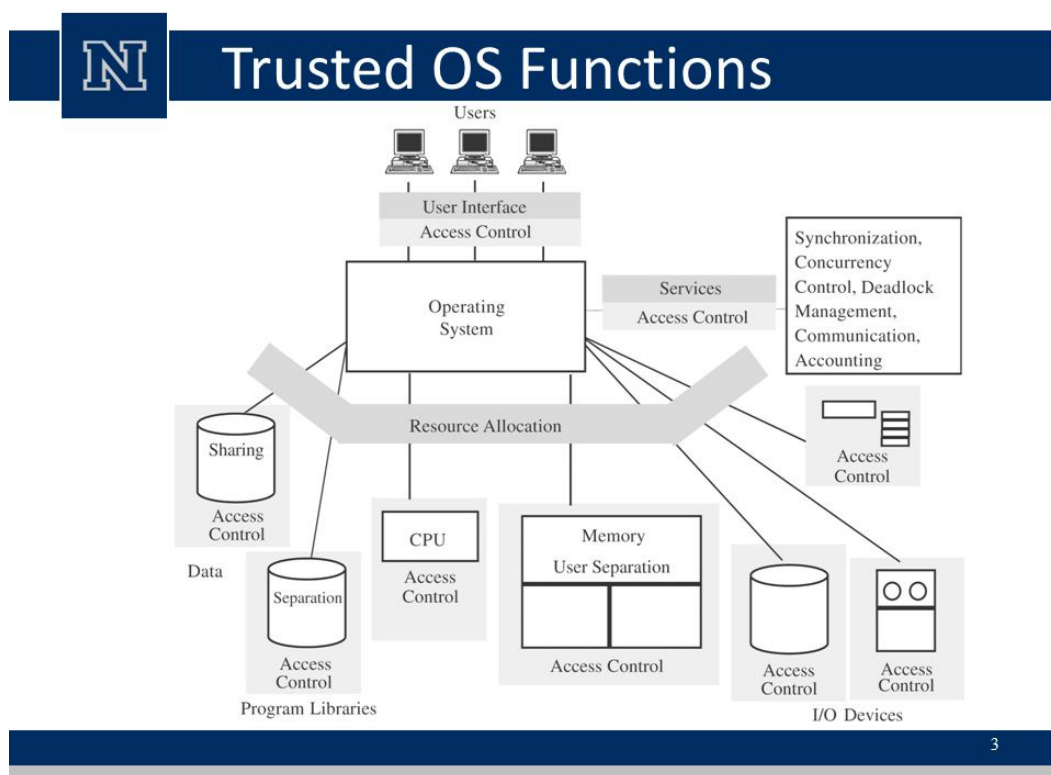 N
Trusted OS Functions
Users
User Interface
Access Control
Operating
System
Services
Access Control
Synchronization,
Concurrency
Control, Deadlock
Management,
Communication,
Accounting
Resource Allocation
Sharing
Access
Control
Data
Separation
Access
Control
Program Libraries
CPU
Access
Control
Memory
User Separation
Access Control
Access
Control
Access
Control
Access
Control
I/O Devices
3